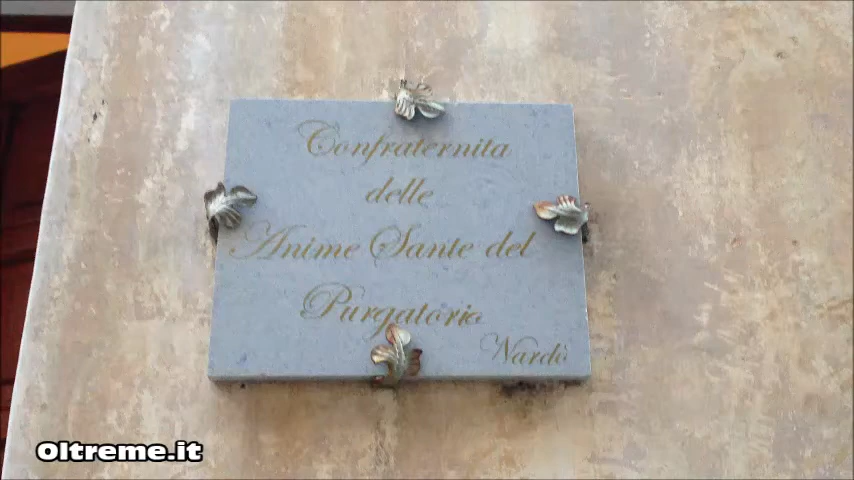 Confraternita
delle
Anime Sante del
Purgatorio
Nardò
Oltreme.it